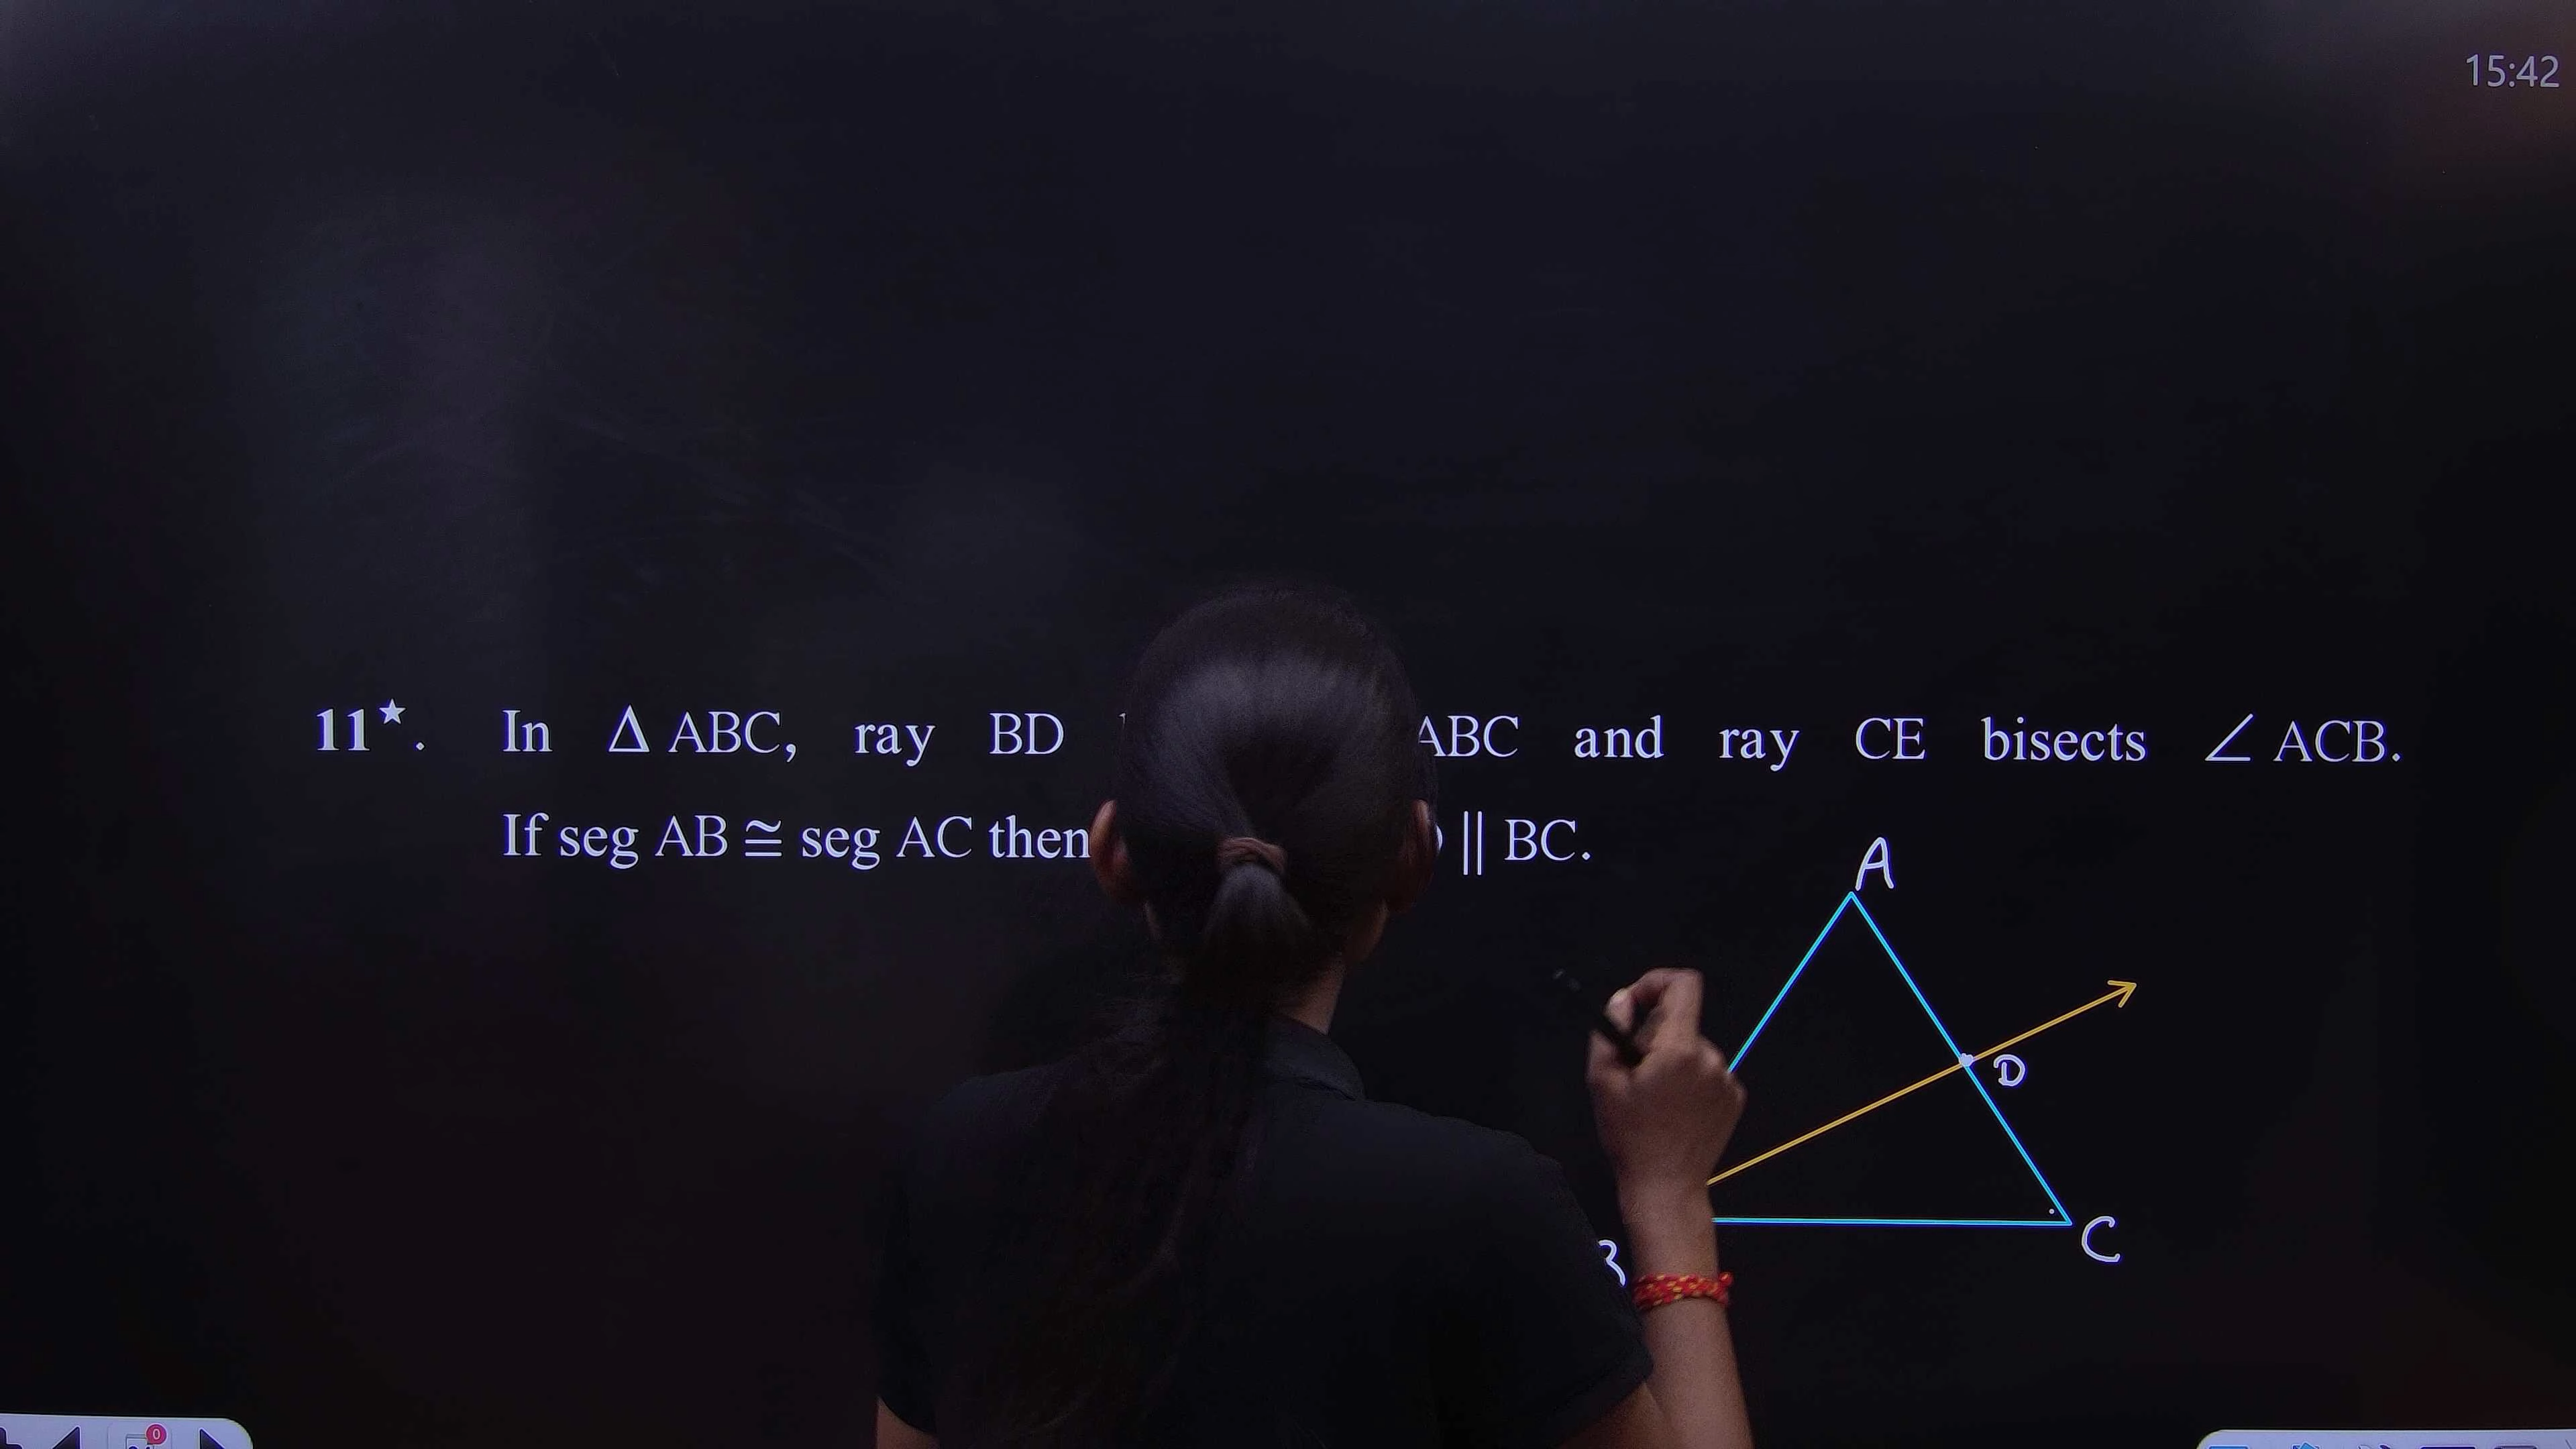 15:42
11★. In Δ ABC, ray BD ABC and ray CE bisects ∠ ACB.
If seg AB ≅ seg AC then || BC.
A
D
B
C
0